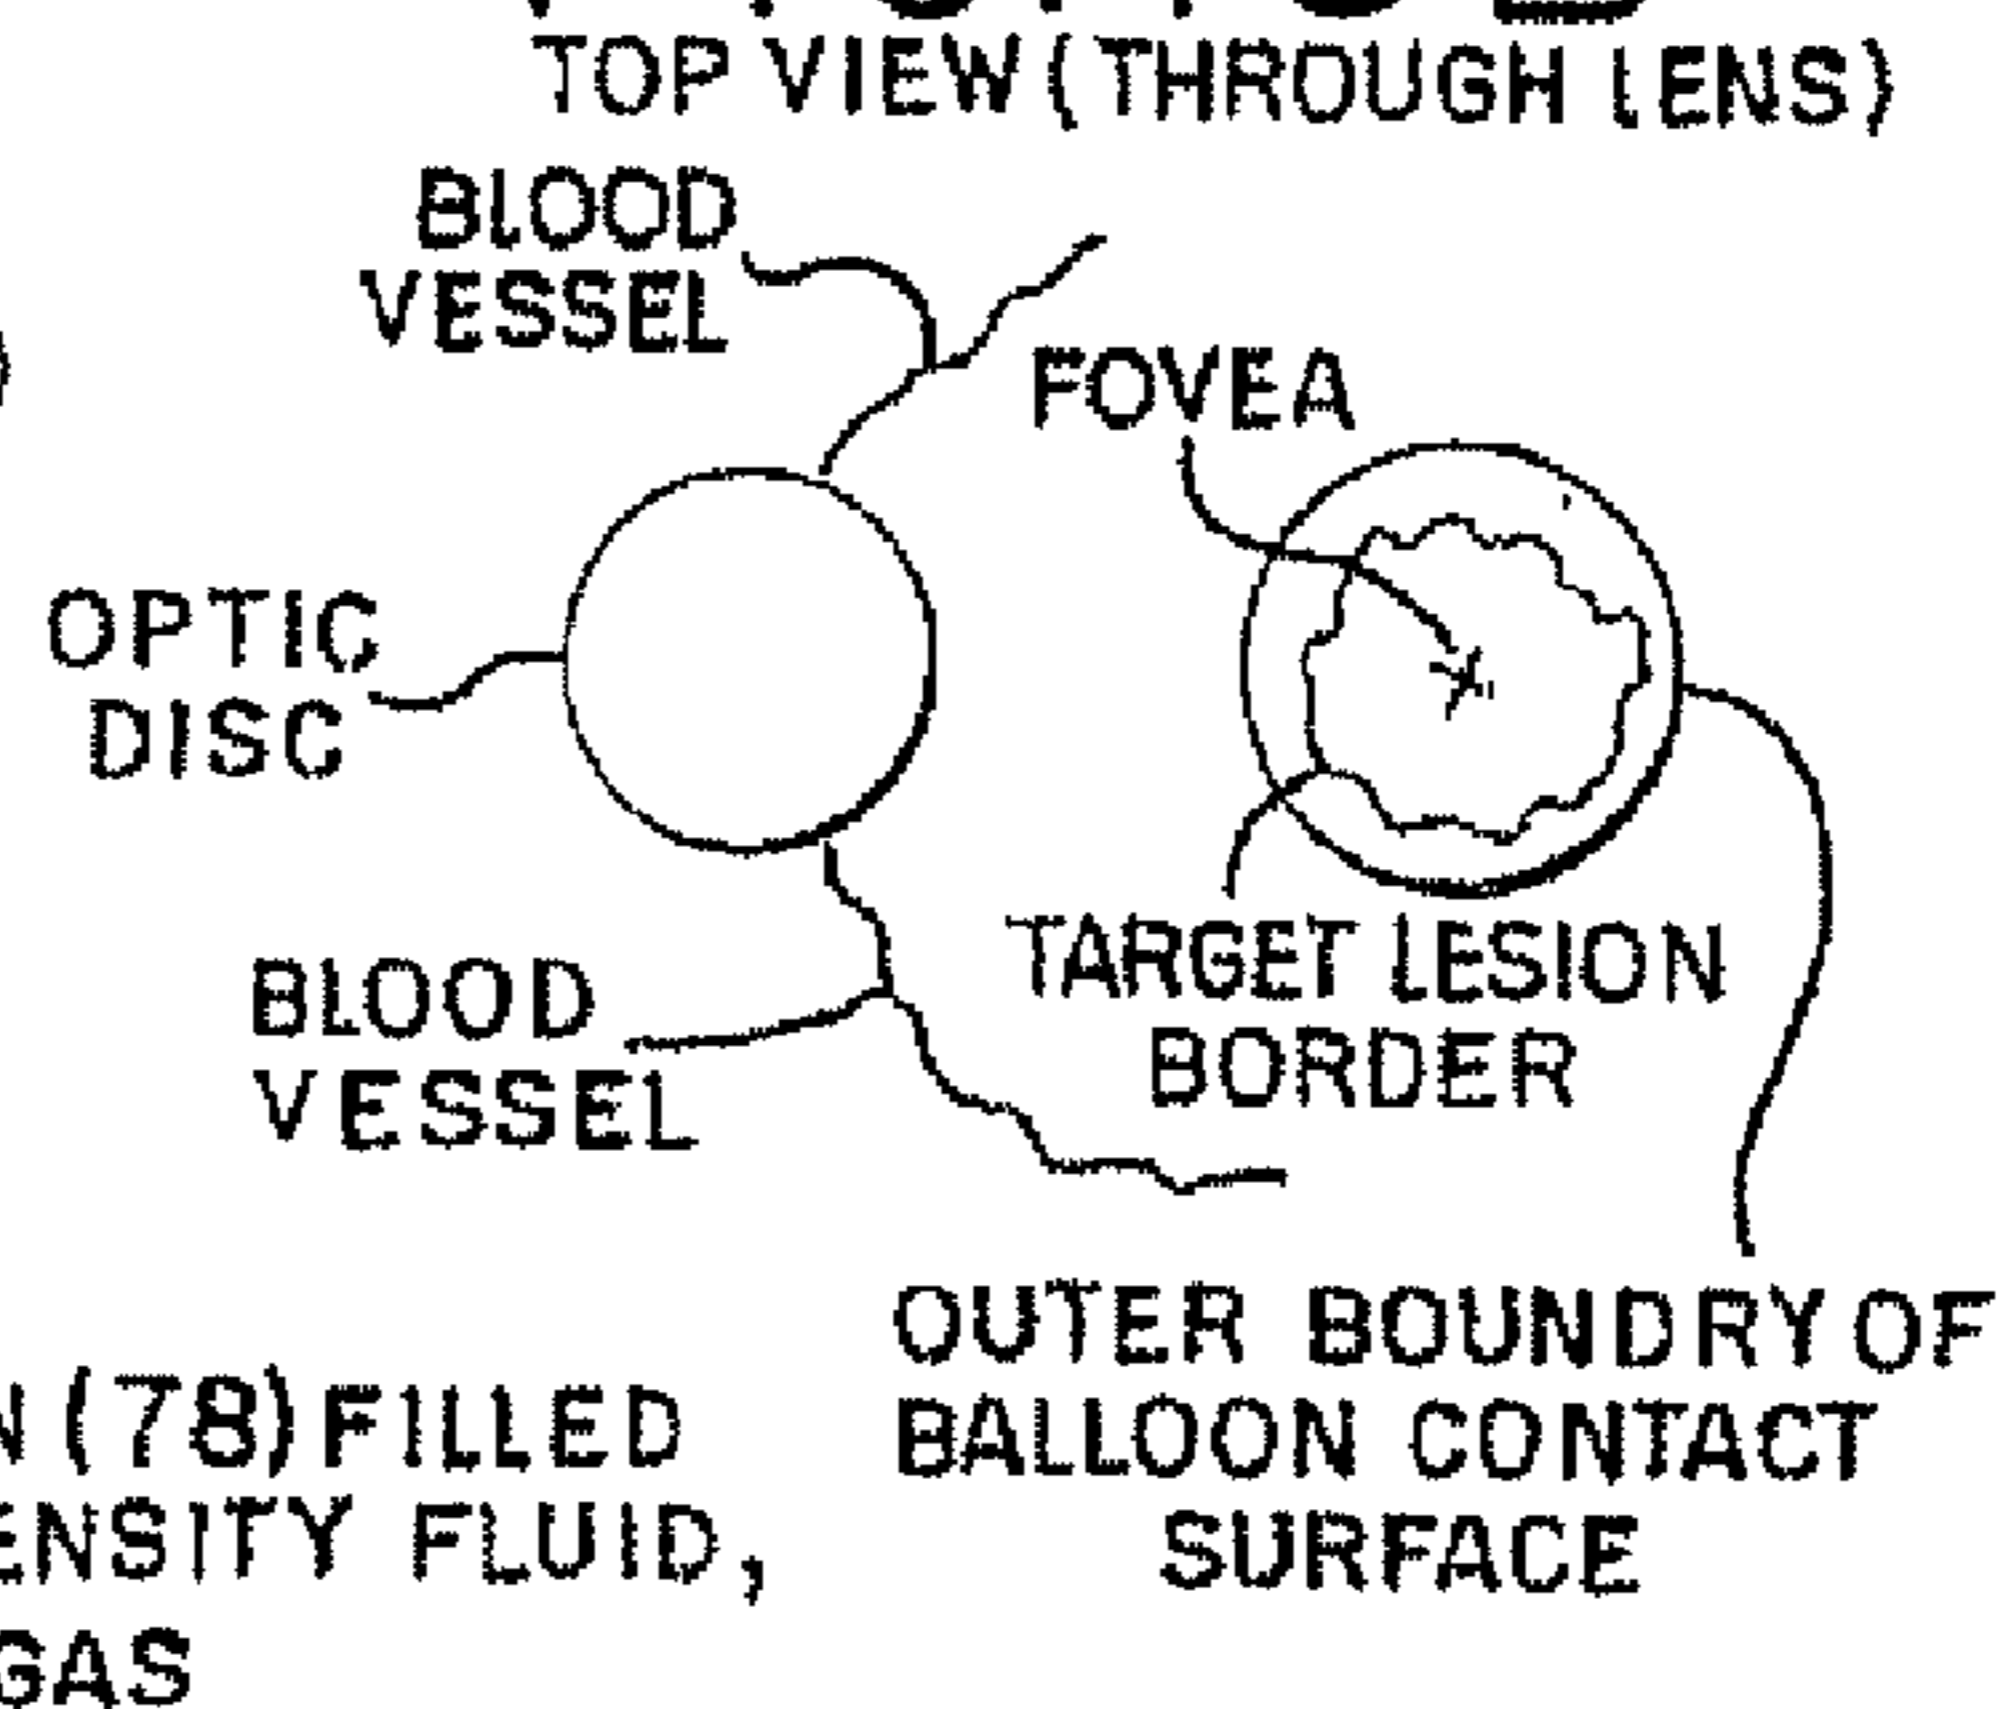 TOP VIEW (THROUGH LENS)
BLOOD
VESSEL
FOVEA
OPTIC
DISC
TARGET LESION
BORDER
BLOOD
VESSEL
OUTER BOUNDRY OF
BALLOON CONTACT
SURFACE
(78) FILLED
FLUID,
GAS